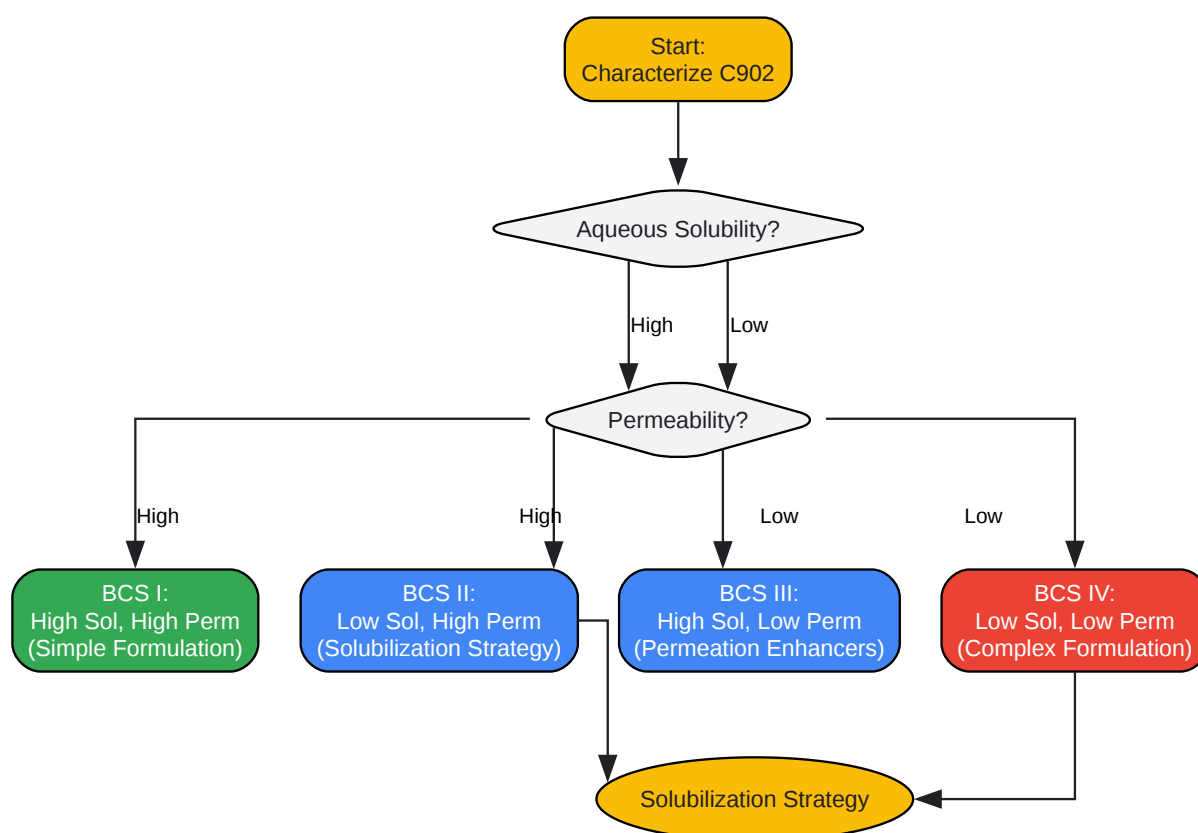 Start:
Characterize C902
Aqueous Solubility?
High
Low
Permeability?
High
High
Low
Low
BCS I:
High Sol, High Perm
(Simple Formulation)
BCS II:
Low Sol, High Perm
(Solubilization Strategy)
BCS III:
High Sol, Low Perm
(Permeation Enhancers)
BCS IV:
Low Sol, Low Perm
(Complex Formulation)
Solubilization Strategy